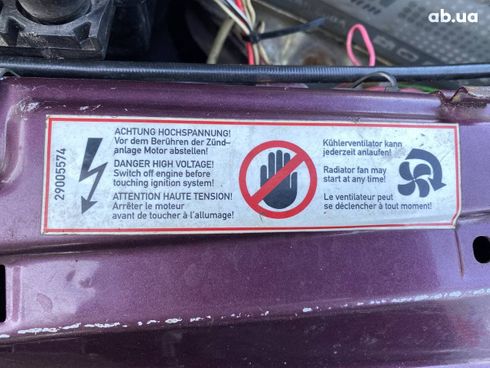 ab.ua
29005574
ACHTUNG HOCHSPANNUNG!
Vor dem Berühren der Zünd-
anlage Motor abstellen!
DANGER HIGH VOLTAGE!
Switch off engine before
touching ignition system!
ATTENTION HAUTE TENSION!
Arrêter le moteur
avant de toucher à l'allumage!
Kühlerventilator kann
jederzeit anlaufen!
Radiator fan may
start at any time!
Le ventilateur peut
se déclencher à tout moment!